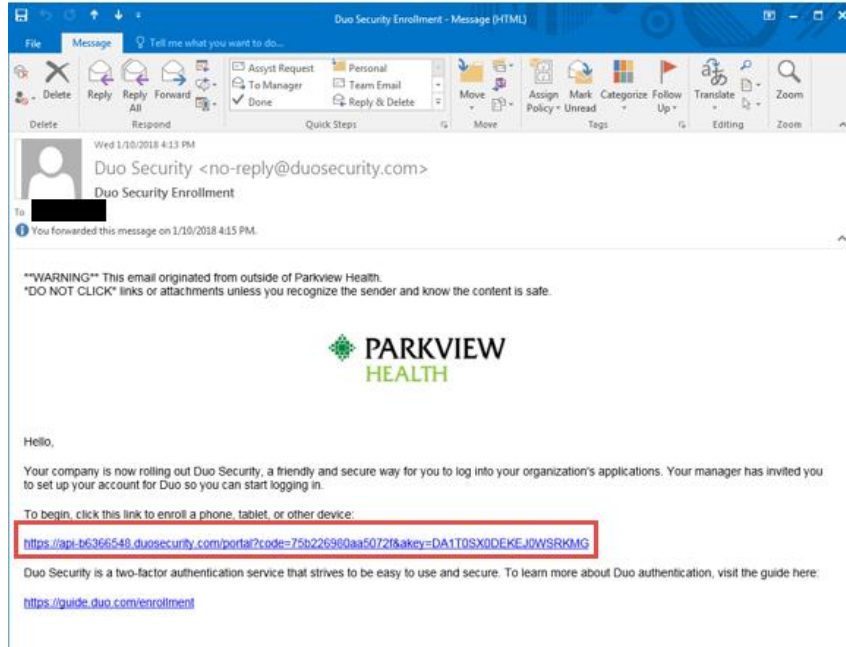 Duo Security Enrollment - Message (HTML)
File Message Tell me what you want to do...
Delete
Reply Reply All Forward
Assyst Request
To Manager
Done
Personal
Team Email
Reply & Delete
Move
Assign Policy Mark Unread Categorize Follow Up
Translate
Zoom
Delete Respond Quick Steps Move Tags Editing Zoom
Wed 1/10/2018 4:13 PM
Duo Security <no-reply@duosecurity.com>
Duo Security Enrollment
To
You forwarded this message on 1/10/2018 4:15 PM.
**WARNING** This email originated from outside of Parkview Health.
*DO NOT CLICK* links or attachments unless you recognize the sender and know the content is safe.
PARKVIEW
HEALTH
Hello,
Your company is now rolling out Duo Security, a friendly and secure way for you to log into your organization's applications. Your manager has invited you
to set up your account for Duo so you can start logging in.
To begin, click this link to enroll a phone, tablet, or other device:
https://api-b6366548.duosecurity.com/portal?code=75b226980aa5072f&akey=DA1T0SX0DEKEJ0WSRKMG
Duo Security is a two-factor authentication service that strives to be easy to use and secure. To learn more about Duo authentication, visit the guide here:
https://guide.duo.com/enrollment